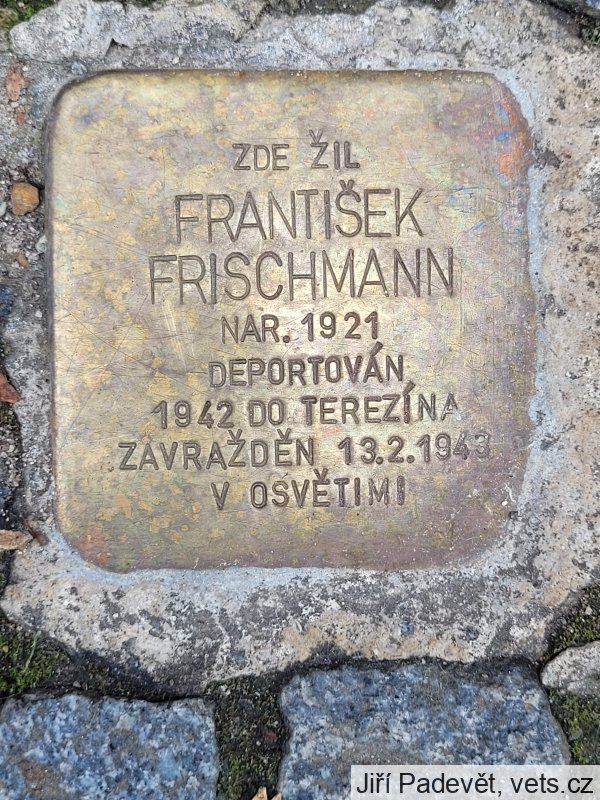 ZDE ŽIL
FRANTIŠEK
FRISCHMANN
NAR. 1921
DEPORTOVÁN
1942 DO TEREZÍNA
ZAVRAŽDĚN 13.2.1943
V OSVĚTIMI
Jiří Padevět, vets.cz